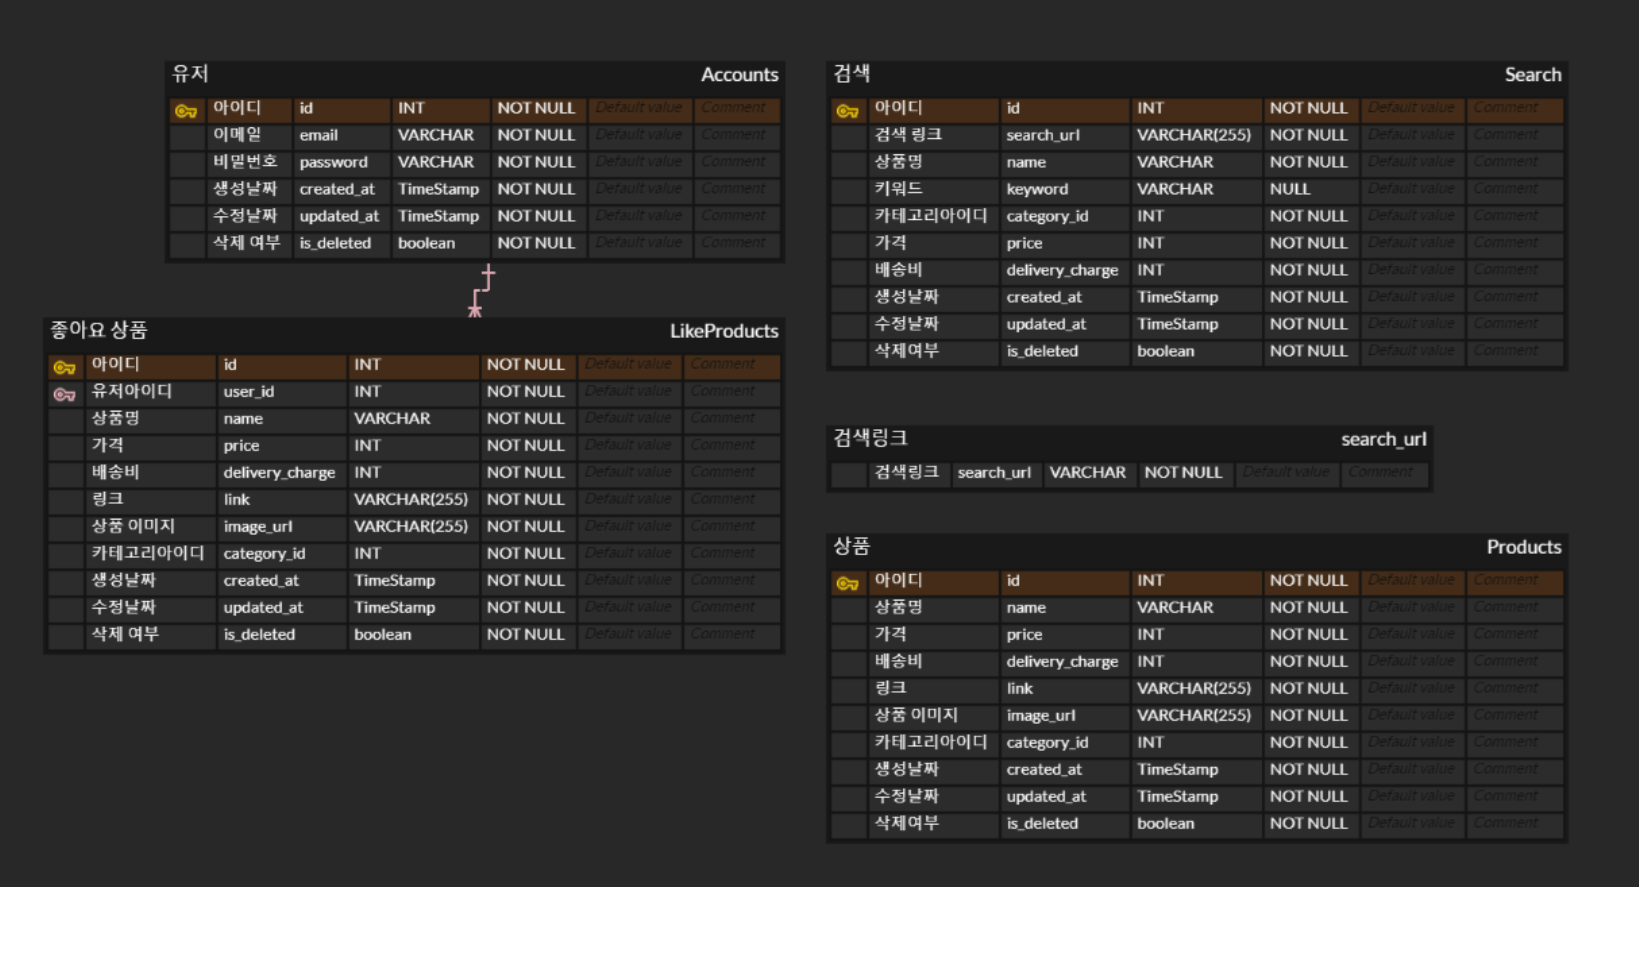 유저 Accounts
아이디 id INT NOT NULL Default value Comment
이메일 email VARCHAR NOT NULL Default value Comment
비밀번호 password VARCHAR NOT NULL Default value Comment
생성날짜 created_at TimeStamp NOT NULL Default value Comment
수정날짜 updated_at TimeStamp NOT NULL Default value Comment
삭제 여부 is_deleted boolean NOT NULL Default value Comment
좋아요 상품 LikeProducts
아이디 id INT NOT NULL Default value Comment
유저아이디 user_id INT NOT NULL Default value Comment
상품명 name VARCHAR NOT NULL Default value Comment
가격 price INT NOT NULL Default value Comment
배송비 delivery_charge INT NOT NULL Default value Comment
링크 link VARCHAR(255) NOT NULL Default value Comment
상품 이미지 image_url VARCHAR(255) NOT NULL Default value Comment
카테고리아이디 category_id INT NOT NULL Default value Comment
생성날짜 created_at TimeStamp NOT NULL Default value Comment
수정날짜 updated_at TimeStamp NOT NULL Default value Comment
삭제 여부 is_deleted boolean NOT NULL Default value Comment
검색 Search
아이디 id INT NOT NULL Default value Comment
검색 링크 search_url VARCHAR(255) NOT NULL Default value Comment
상품명 name VARCHAR NOT NULL Default value Comment
키워드 keyword VARCHAR NULL Default value Comment
카테고리아이디 category_id INT NOT NULL Default value Comment
가격 price INT NOT NULL Default value Comment
배송비 delivery_charge INT NOT NULL Default value Comment
생성날짜 created_at TimeStamp NOT NULL Default value Comment
수정날짜 updated_at TimeStamp NOT NULL Default value Comment
삭제여부 is_deleted boolean NOT NULL Default value Comment
검색링크 search_url
검색링크 search_url VARCHAR NOT NULL Default value Comment
상품 Products
아이디 id INT NOT NULL Default value Comment
상품명 name VARCHAR NOT NULL Default value Comment
가격 price INT NOT NULL Default value Comment
배송비 delivery_charge INT NOT NULL Default value Comment
링크 link VARCHAR(255) NOT NULL Default value Comment
상품 이미지 image_url VARCHAR(255) NOT NULL Default value Comment
카테고리아이디 category_id INT NOT NULL Default value Comment
생성날짜 created_at TimeStamp NOT NULL Default value Comment
수정날짜 updated_at TimeStamp NOT NULL Default value Comment
삭제여부 is_deleted boolean NOT NULL Default value Comment